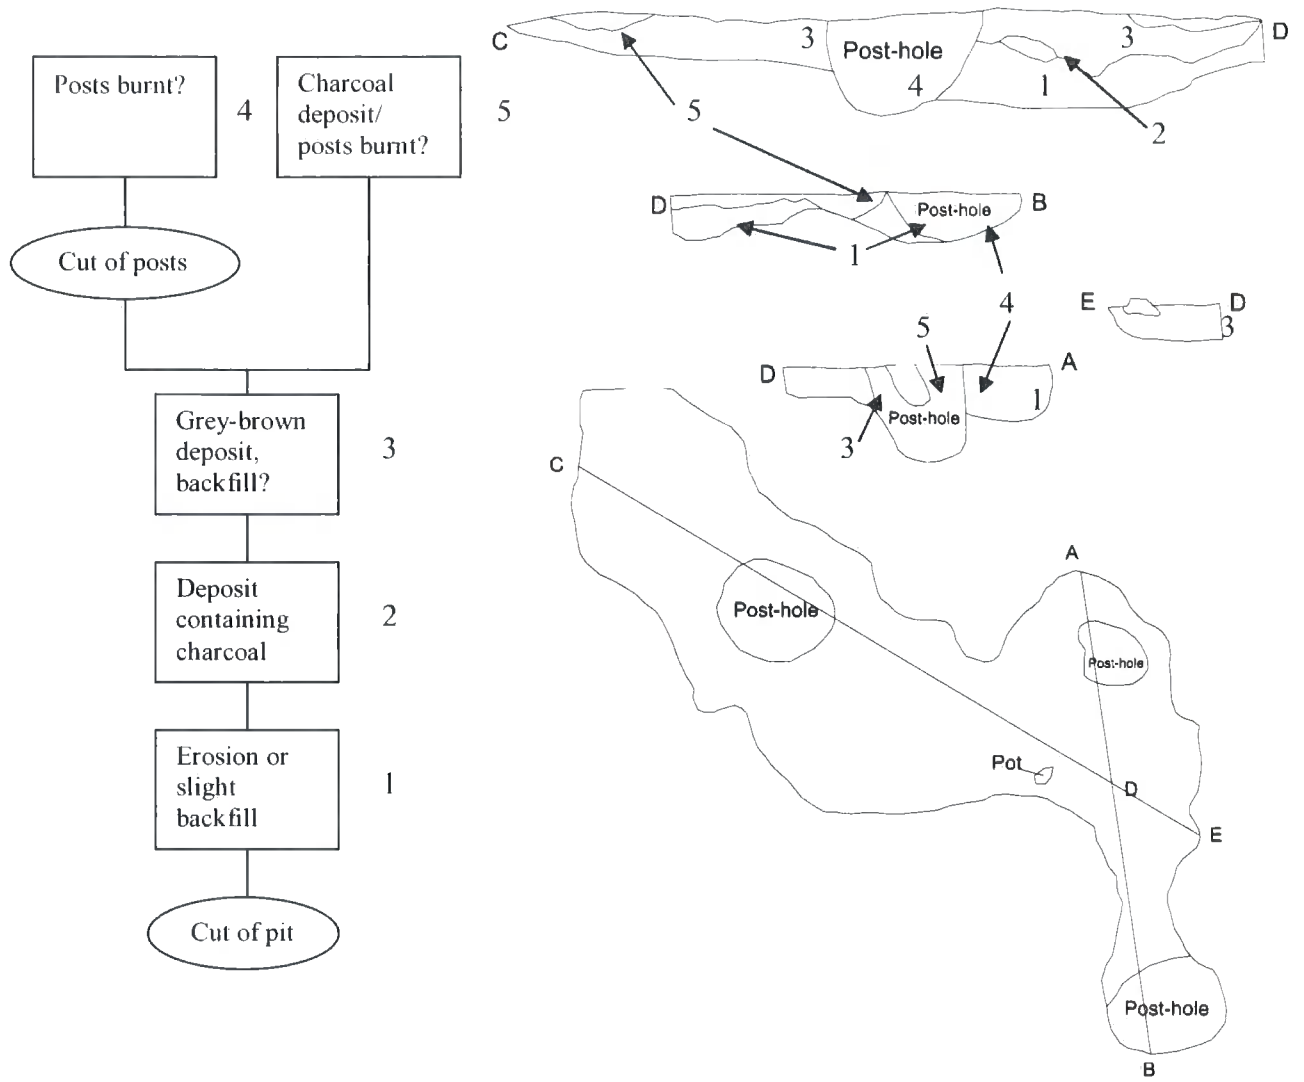 Posts burnt?
4
Charcoal
deposit/
posts burnt?
5
Cut of posts
Grey-brown
deposit,
backfill?
3
Deposit
containing
charcoal
2
Erosion or
slight
backfill
1
Cut of pit
C
3
Post-hole
4
3
1
D
5
2
D
Post-hole
B
1
4
E
D
3
5
D
A
Post-hole
1
3
C
A
Post-hole
Post-hole
Pot
D
E
Post-hole
B